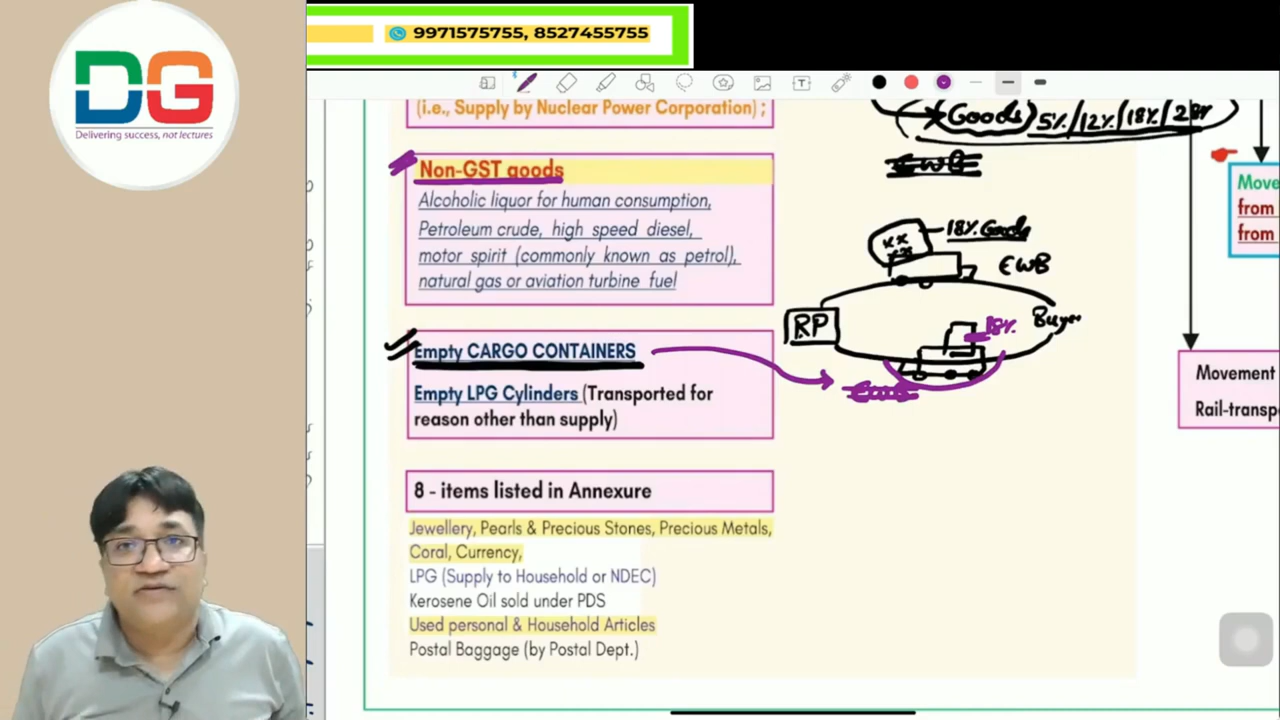 9971575755, 8527455755
DG
Delivering success, not lectures
(i.e., Supply by Nuclear Power Corporation) ;
Non-GST goods
Alcoholic liquor for human consumption,
Petroleum crude, high speed diesel,
motor spirit (commonly known as petrol),
natural gas or aviation turbine fuel
Empty CARGO CONTAINERS
Empty LPG Cylinders (Transported for
reason other than supply)
8 - items listed in Annexure
Jewellery, Pearls & Precious Stones, Precious Metals,
Coral, Currency,
LPG (Supply to Household or NDEC)
Kerosene Oil sold under PDS
Used personal & Household Articles
Postal Baggage (by Postal Dept.)
Goods) 5%/12%/18%/28%
EWB
18% Goods
xx
xx
EWB
RP
18%
Buyer
Move
from
from
Movement
Rail-transp